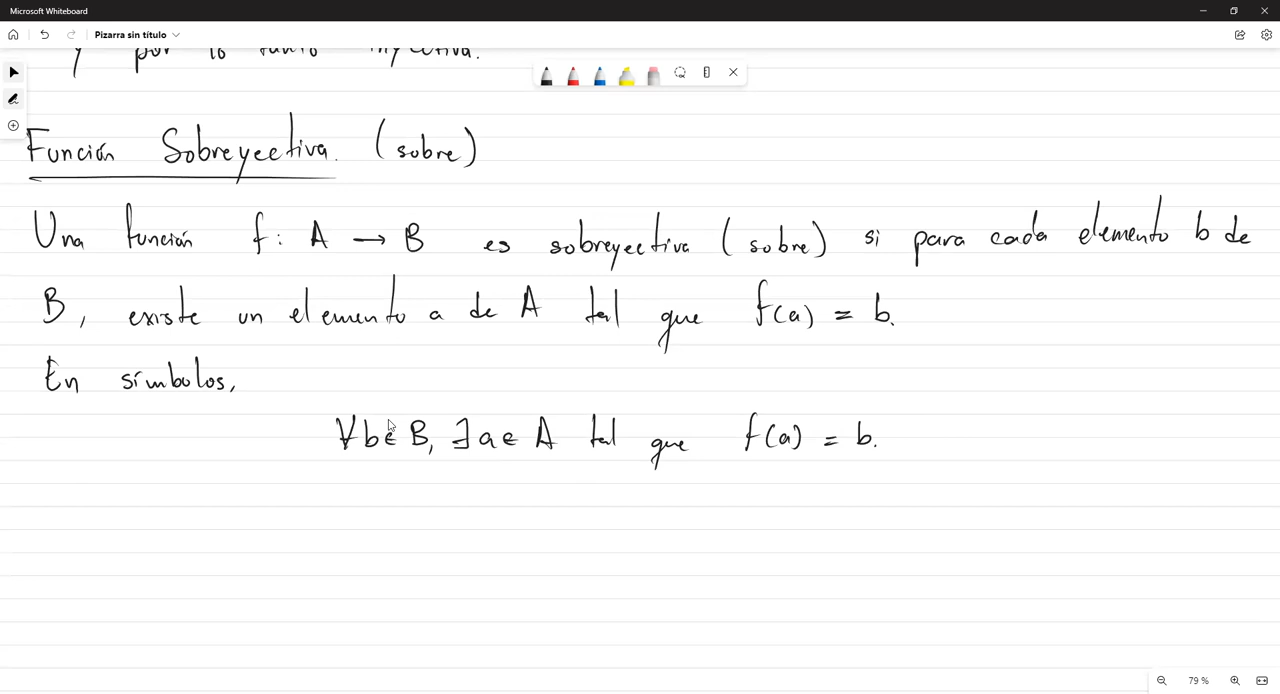 Microsoft Whiteboard
Pizarra sin título
y por lo tanto inyectiva.
Función Sobreyectiva. (sobre)
Una función f: A → B es sobreyectiva (sobre) si para cada elemento b de
B, existe un elemento a de A tal que f(a) = b.
En símbolos,
∀b∈B, ∃a∈A tal que f(a) = b.
79 %